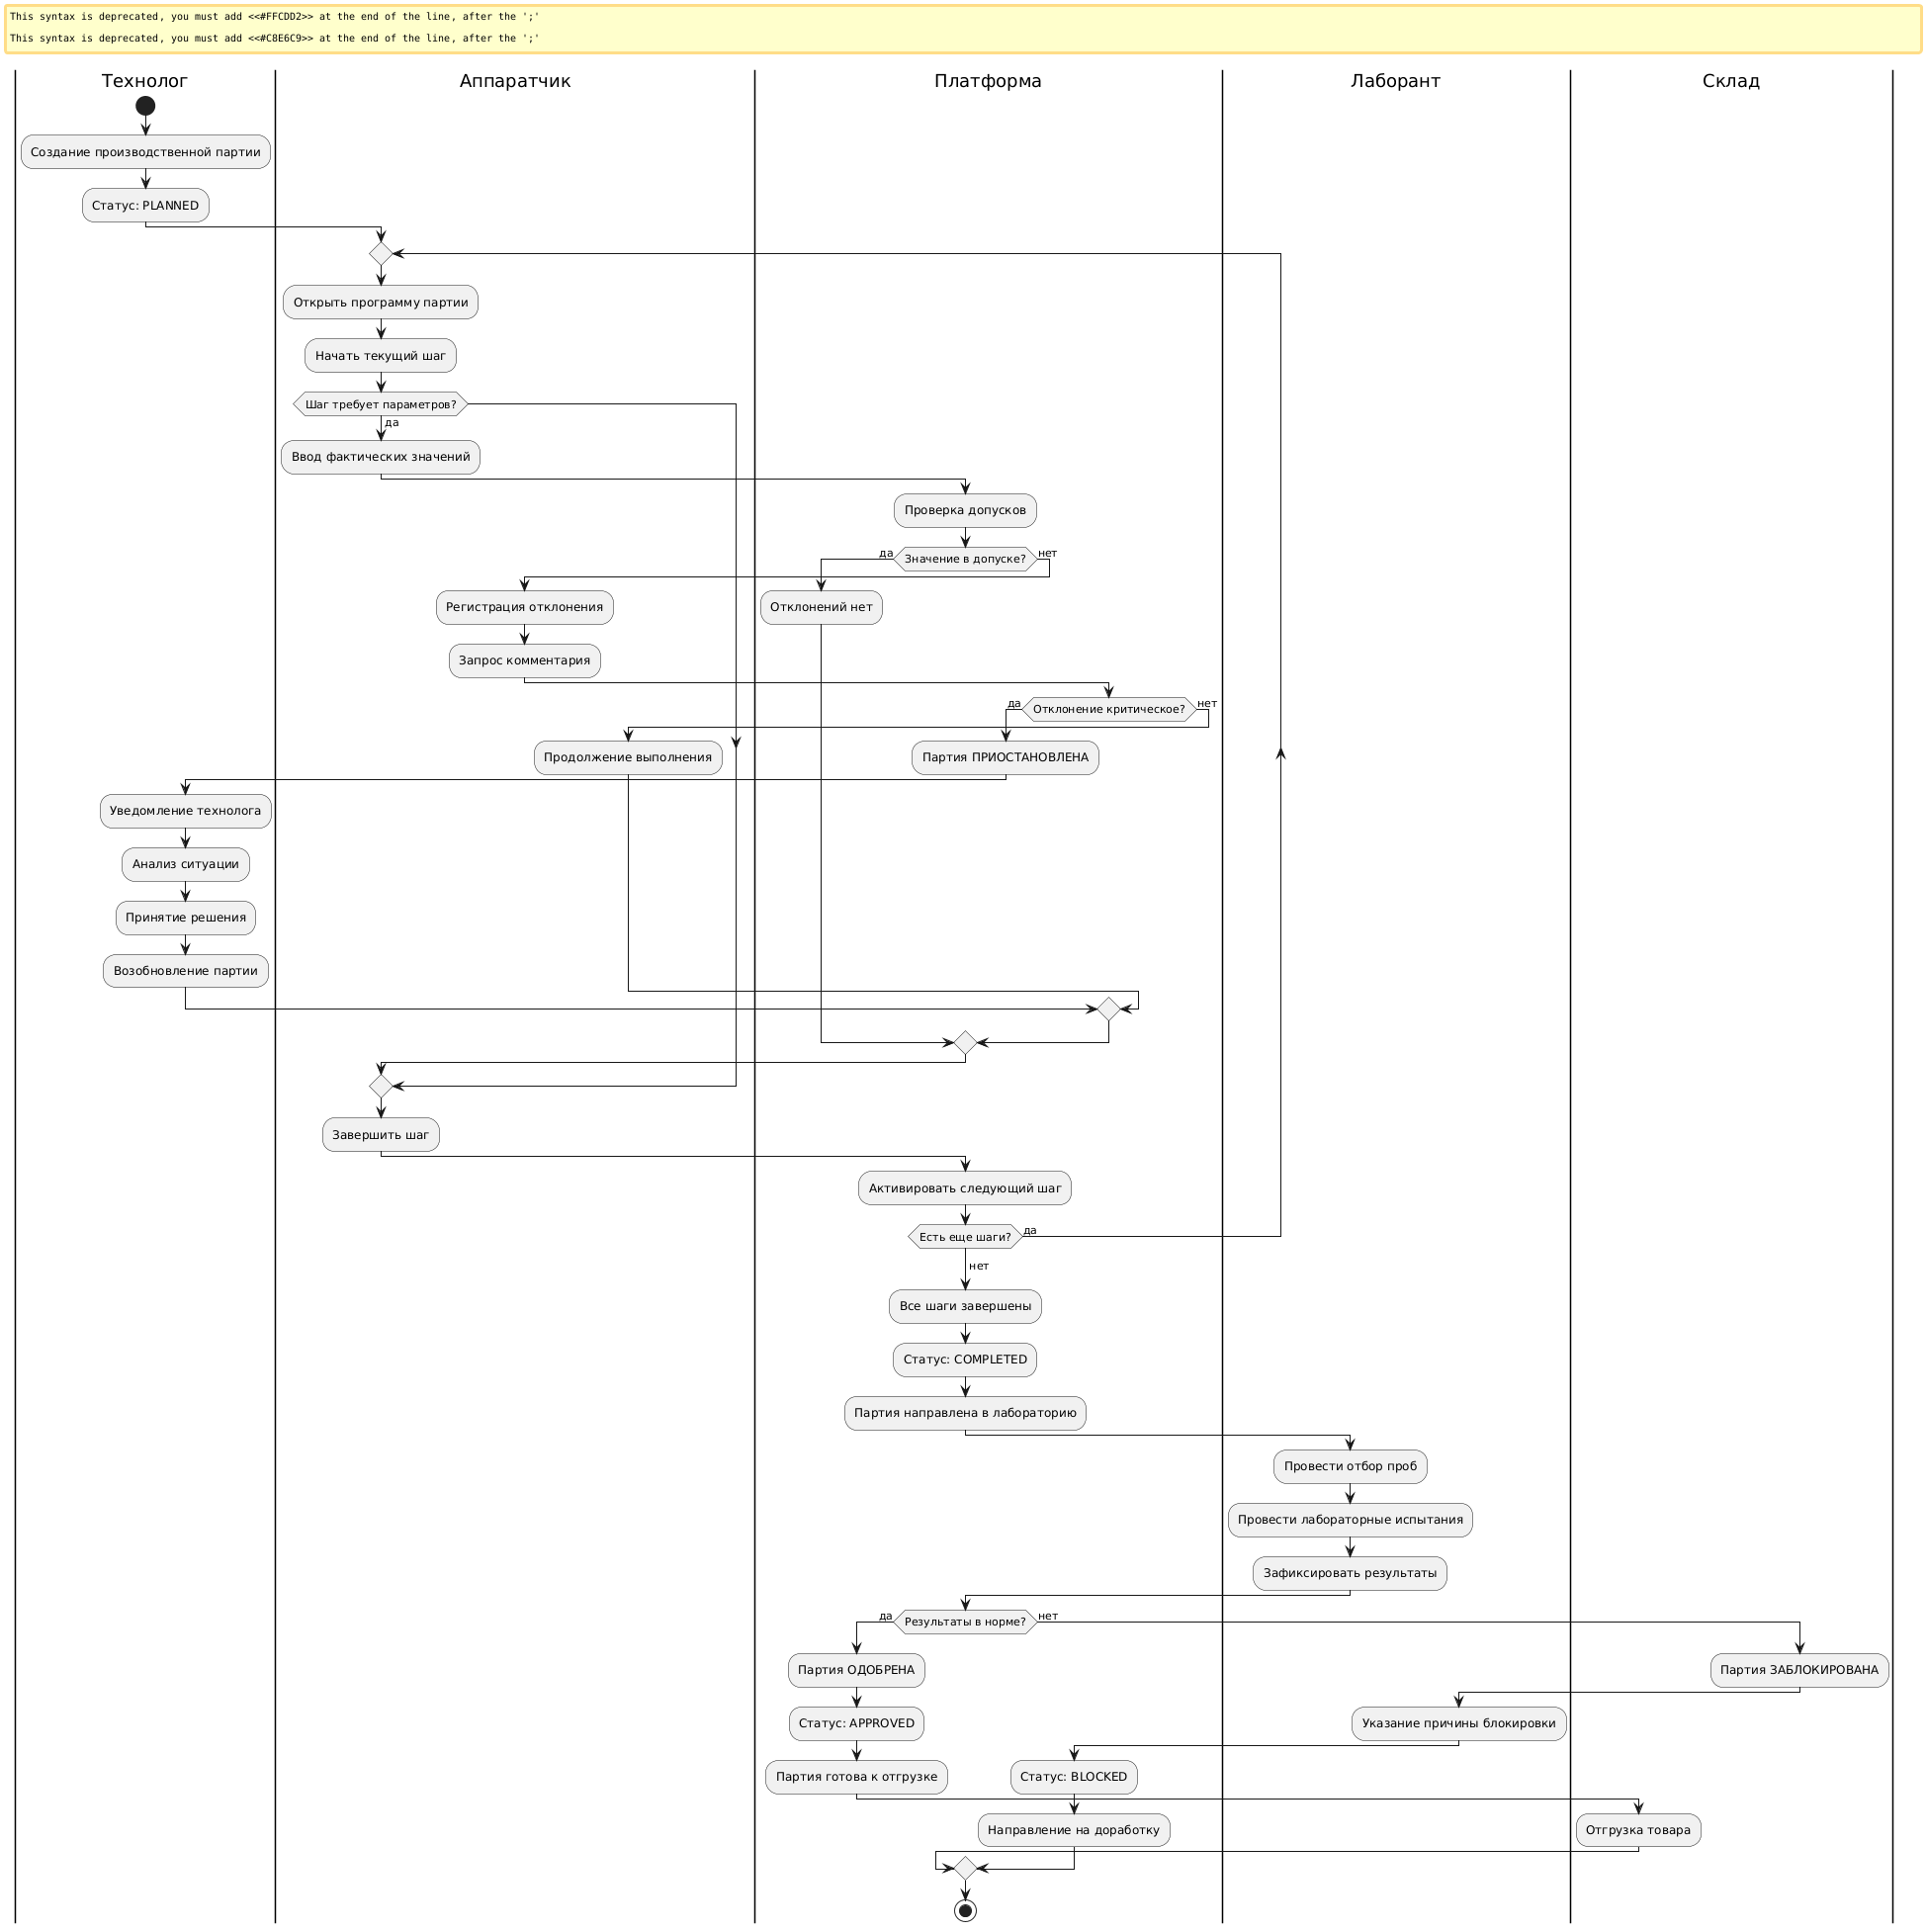 This syntax is deprecated, you must add <<#FFCDD2>> at the end of the line, after the ';'
This syntax is deprecated, you must add <<#C8E6C9>> at the end of the line, after the ';'
Технолог
Аппаратчик
Платформа
Лаборант
Склад
Создание производственной партии
Статус: PLANNED
Открыть программу партии
Начать текущий шаг
Шаг требует параметров?
да
Ввод фактических значений
Проверка допусков
да
Значение в допуске?
нет
Регистрация отклонения
Отклонений нет
Запрос комментария
да
Отклонение критическое?
нет
Продолжение выполнения
Партия ПРИОСТАНОВЛЕНА
Уведомление технолога
Анализ ситуации
Принятие решения
Возобновление партии
Завершить шаг
Активировать следующий шаг
Есть еще шаги?
да
нет
Все шаги завершены
Статус: COMPLETED
Партия направлена в лабораторию
Провести отбор проб
Провести лабораторные испытания
Зафиксировать результаты
да
Результаты в норме?
нет
Партия ОДОБРЕНА
Партия ЗАБЛОКИРОВАНА
Статус: APPROVED
Указание причины блокировки
Партия готова к отгрузке
Статус: BLOCKED
Направление на доработку
Отгрузка товара